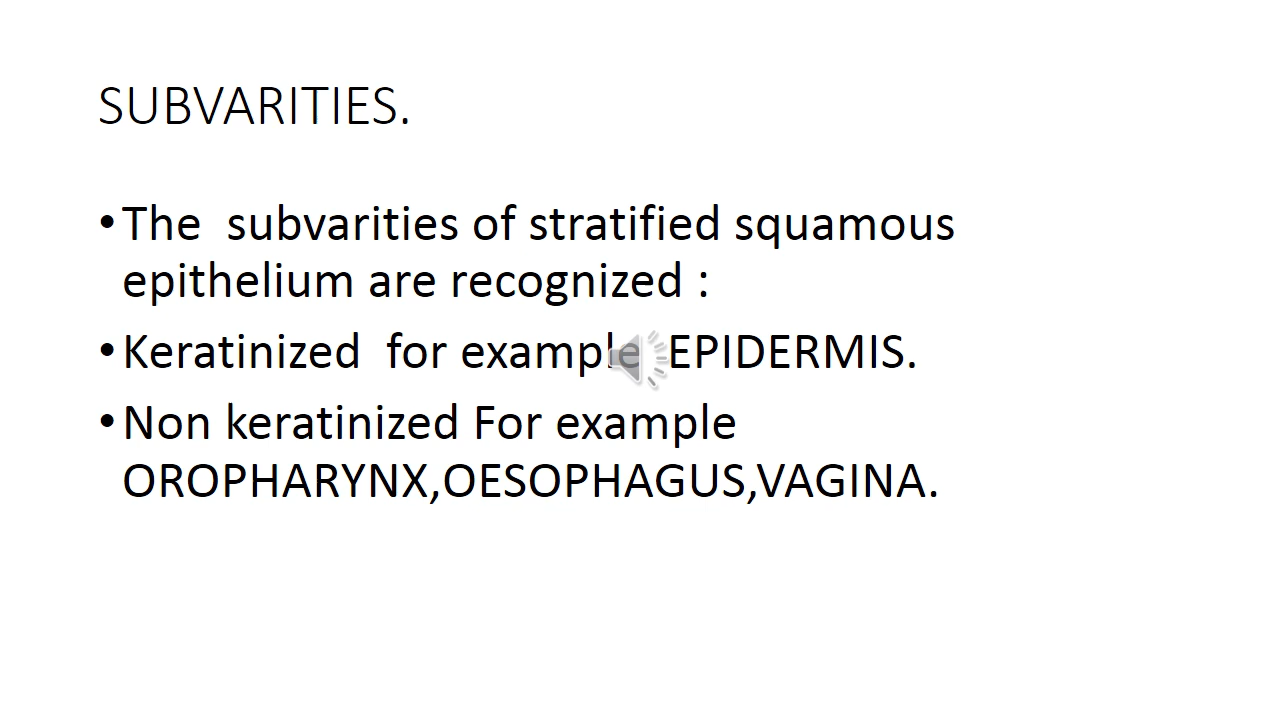 SUBVARITIES.
•The  subvarities of stratified squamous
epithelium are recognized :
•Keratinized  for example  EPIDERMIS.
•Non keratinized For example
OROPHARYNX,OESOPHAGUS,VAGINA.